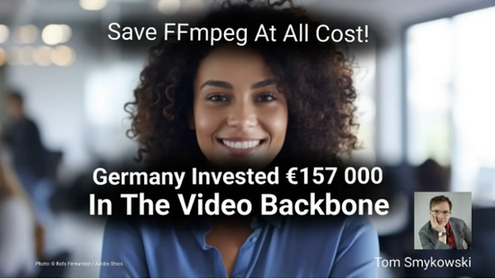 Save FFmpeg At All Cost!
Germany Invested €157 000
In The Video Backbone
Tom Smykowski